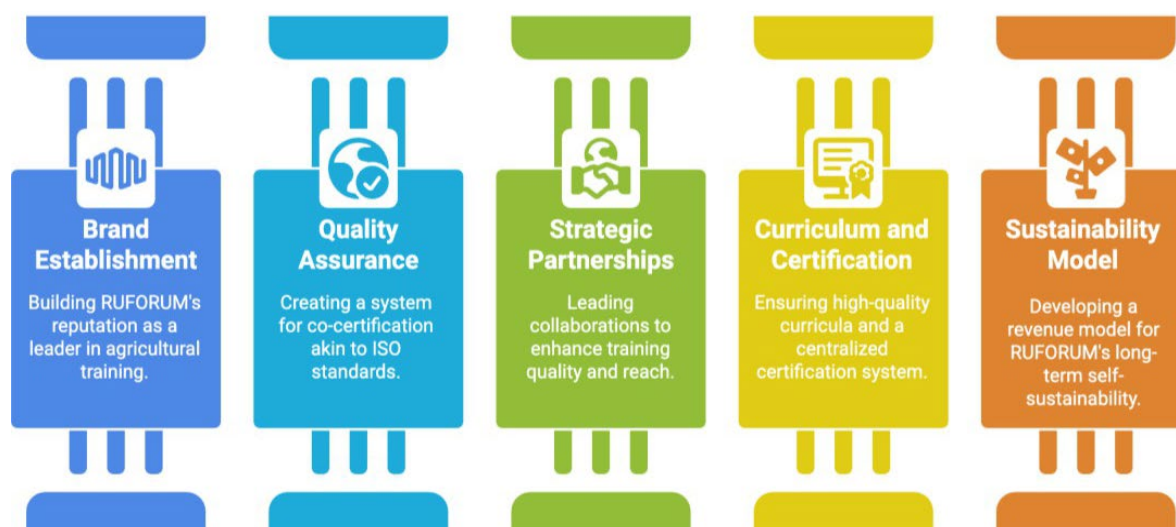 Brand
Establishment
Building RUFORUM's
reputation as a
leader in agricultural
training.
Quality
Assurance
Creating a system
for co-certification
akin to ISO
standards.
Strategic
Partnerships
Leading
collaborations to
enhance training
quality and reach.
Curriculum and
Certification
Ensuring high-quality
curricula and a
centralized
certification system.
Sustainability
Model
Developing a
revenue model for
RUFORUM's long-
term self-
sustainability.